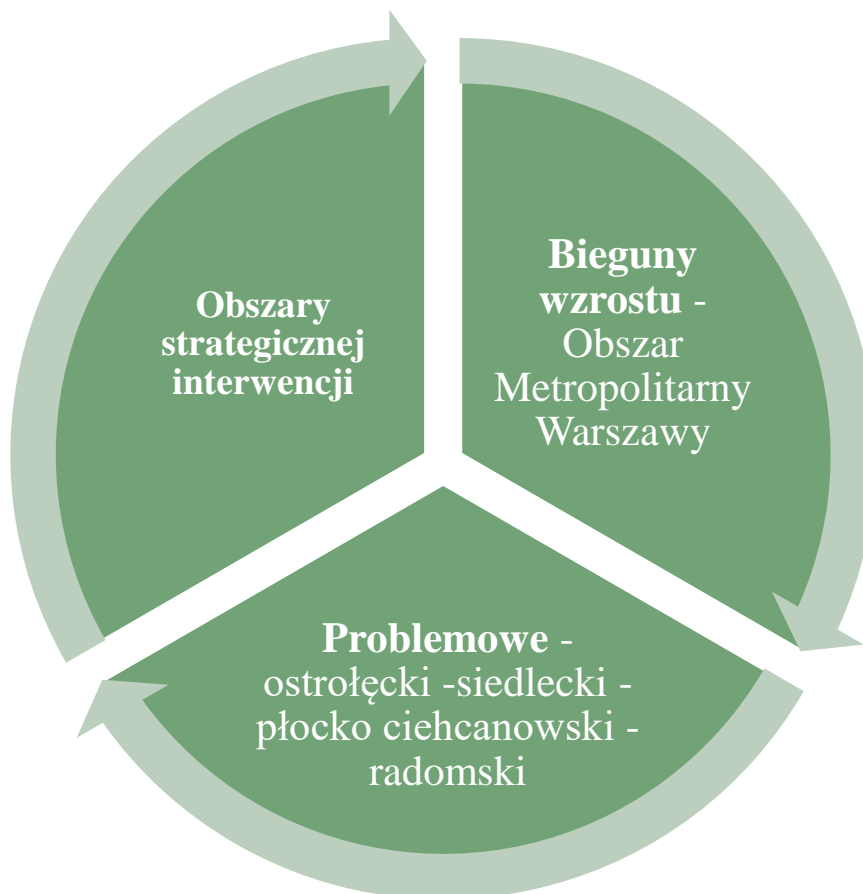 Obszary
strategicznej
interwencji
Bieguny
wzrostu -
Obszar
Metropolitarny
Warszawy
Problemowe -
ostrołęcki -siedlecki -
płocko ciehcanowski -
radomski